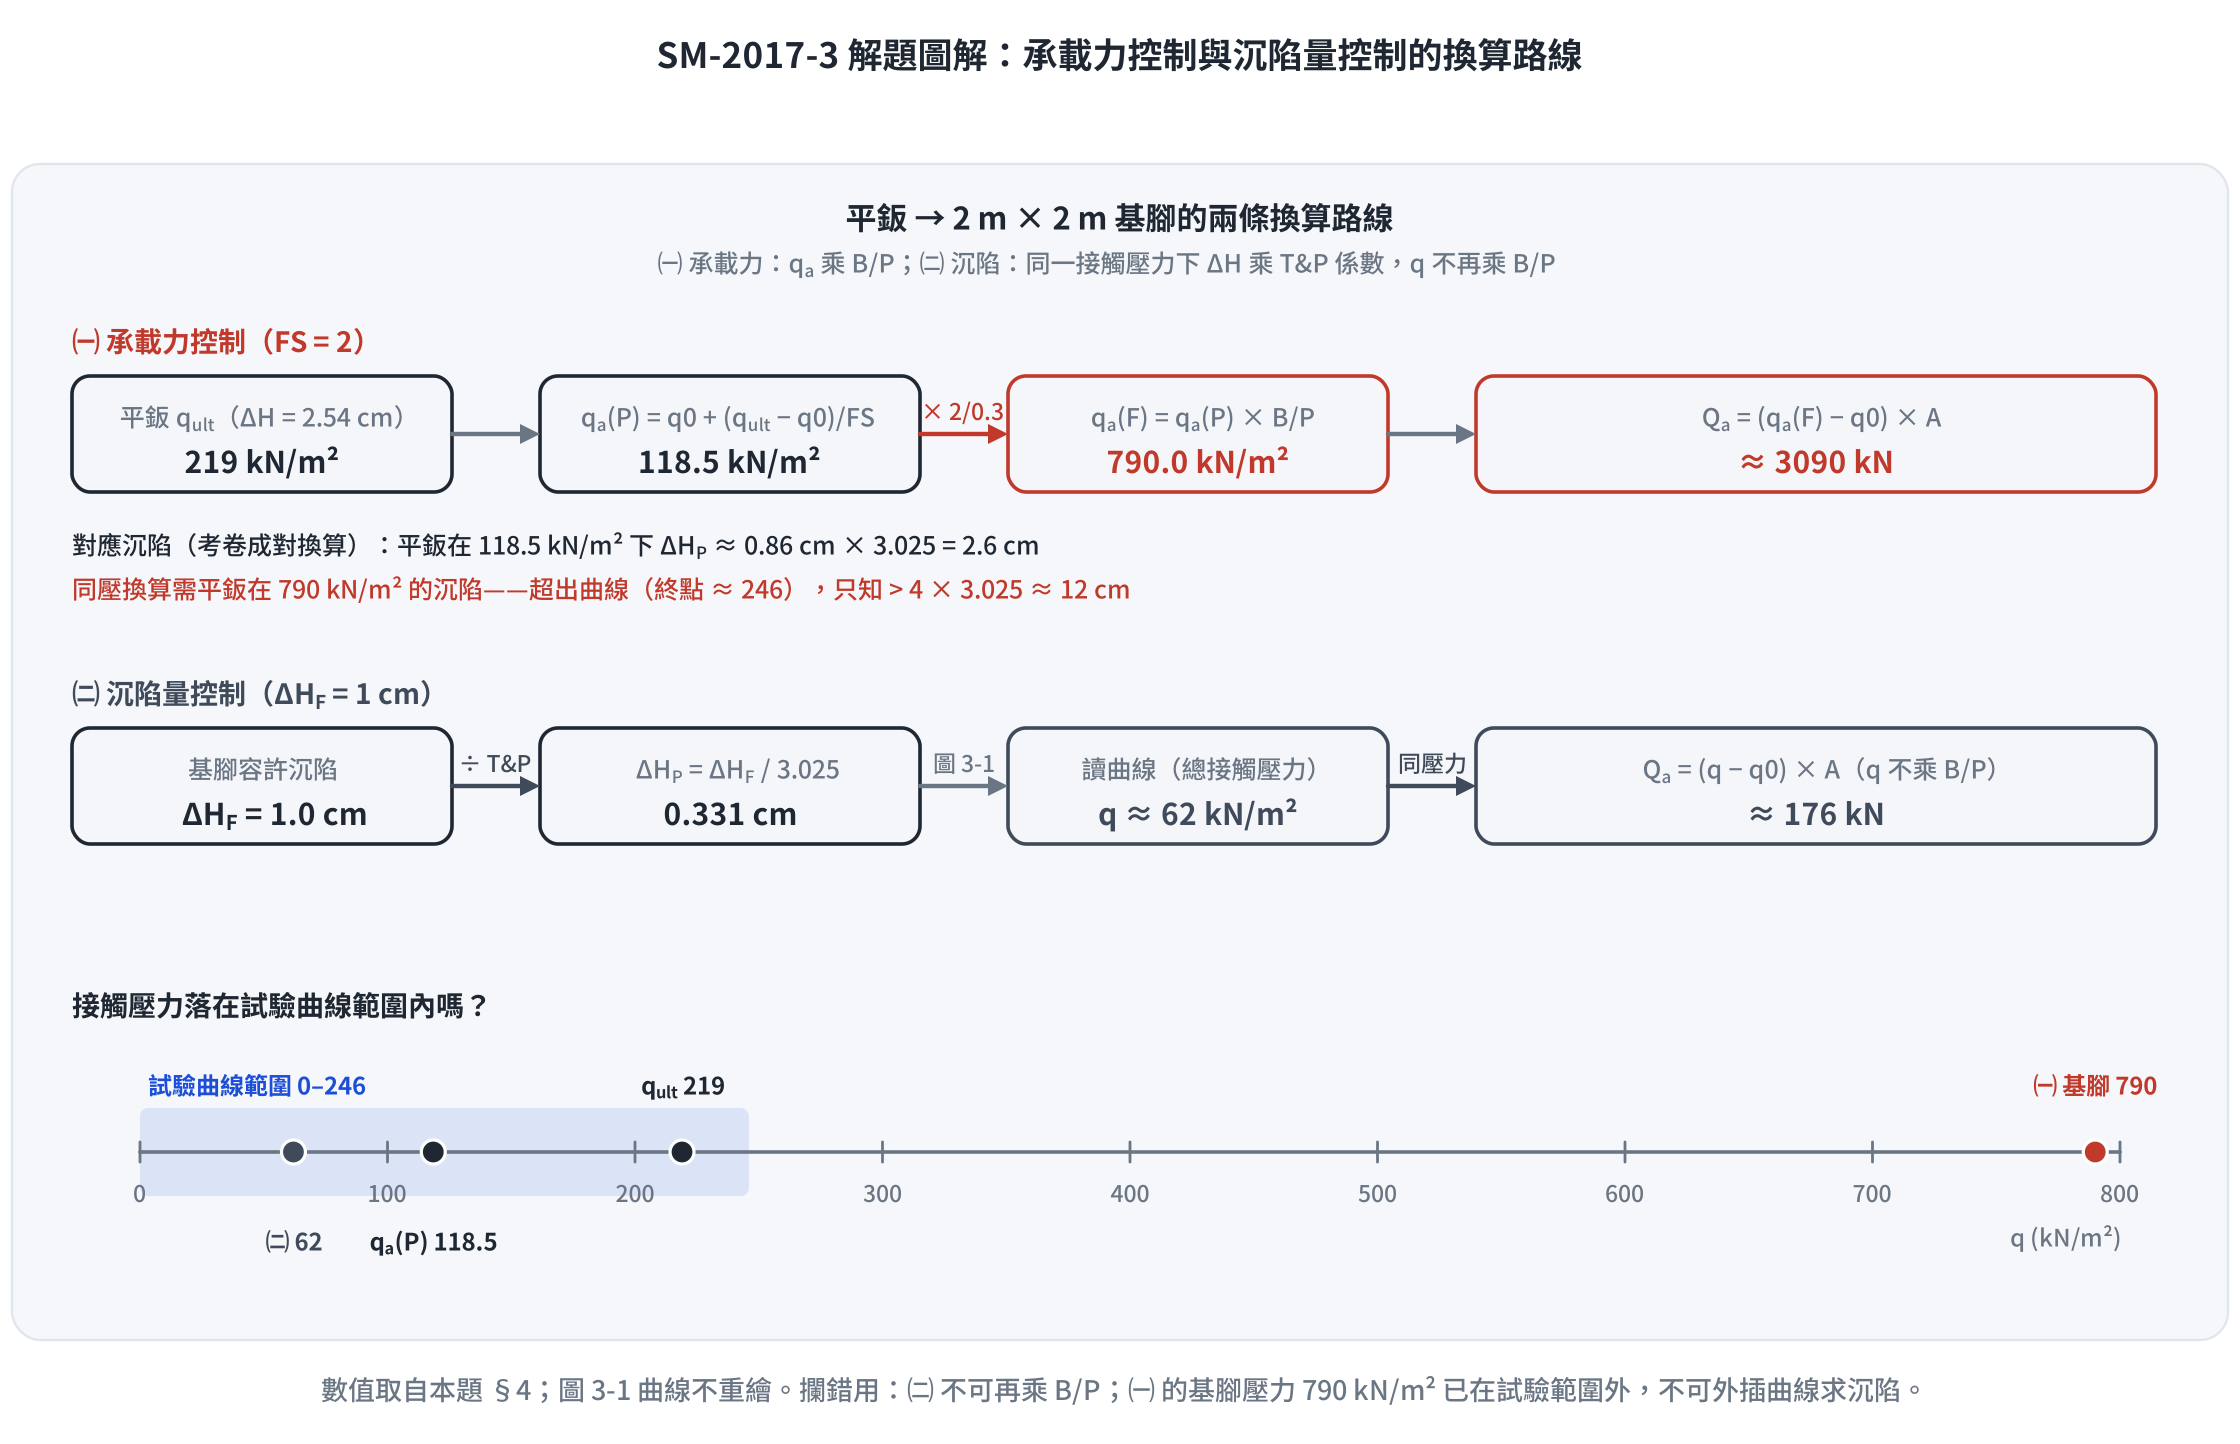 SM-2017-3 解題圖解：承載力控制與沉陷量控制的換算路線
平鈑 → 2 m × 2 m 基腳的兩條換算路線
㈠ 承載力：qₐ 乘 B/P；㈡ 沉陷：同一接觸壓力下 ΔH 乘 T&P 係數，q 不再乘 B/P
㈠ 承載力控制（FS = 2）
平鈑 qult（ΔH = 2.54 cm）
219 kN/m²
qₐ(P) = q0 + (qult − q0)/FS
118.5 kN/m²
× 2/0.3
qₐ(F) = qₐ(P) × B/P
790.0 kN/m²
Qₐ = (qₐ(F) − q0) × A
≈ 3090 kN
對應沉陷（考卷成對換算）：平鈑在 118.5 kN/m² 下 ΔHP ≈ 0.86 cm × 3.025 = 2.6 cm
同壓換算需平鈑在 790 kN/m² 的沉陷——超出曲線（終點 ≈ 246），只知 > 4 × 3.025 ≈ 12 cm
㈡ 沉陷量控制（ΔHF = 1 cm）
基腳容許沉陷
ΔHF = 1.0 cm
÷ T&P
ΔHP = ΔHF / 3.025
0.331 cm
圖 3-1
讀曲線（總接觸壓力）
q ≈ 62 kN/m²
同壓力
Qₐ = (q − q0) × A（q 不乘 B/P）
≈ 176 kN
接觸壓力落在試驗曲線範圍內嗎？
試驗曲線範圍 0–246
qult 219
㈠ 基腳 790
0 100 200 300 400 500 600 700 800
㈡ 62
qₐ(P) 118.5
q (kN/m²)
數值取自本題 §4；圖 3-1 曲線不重繪。攔錯用：㈡ 不可再乘 B/P；㈠ 的基腳壓力 790 kN/m² 已在試驗範圍外，不可外插曲線求沉陷。